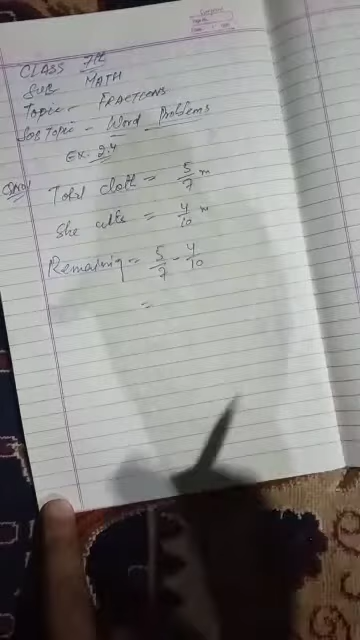 CLASS 7th
SUB MATH
Topic - FRACTIONS
Sub Topic - Word Problems
EX. 2.4
QNO1 Total cloth = 5/7 m
She cuts = 4/10 m
Remaining = 5/7 - 4/10
=